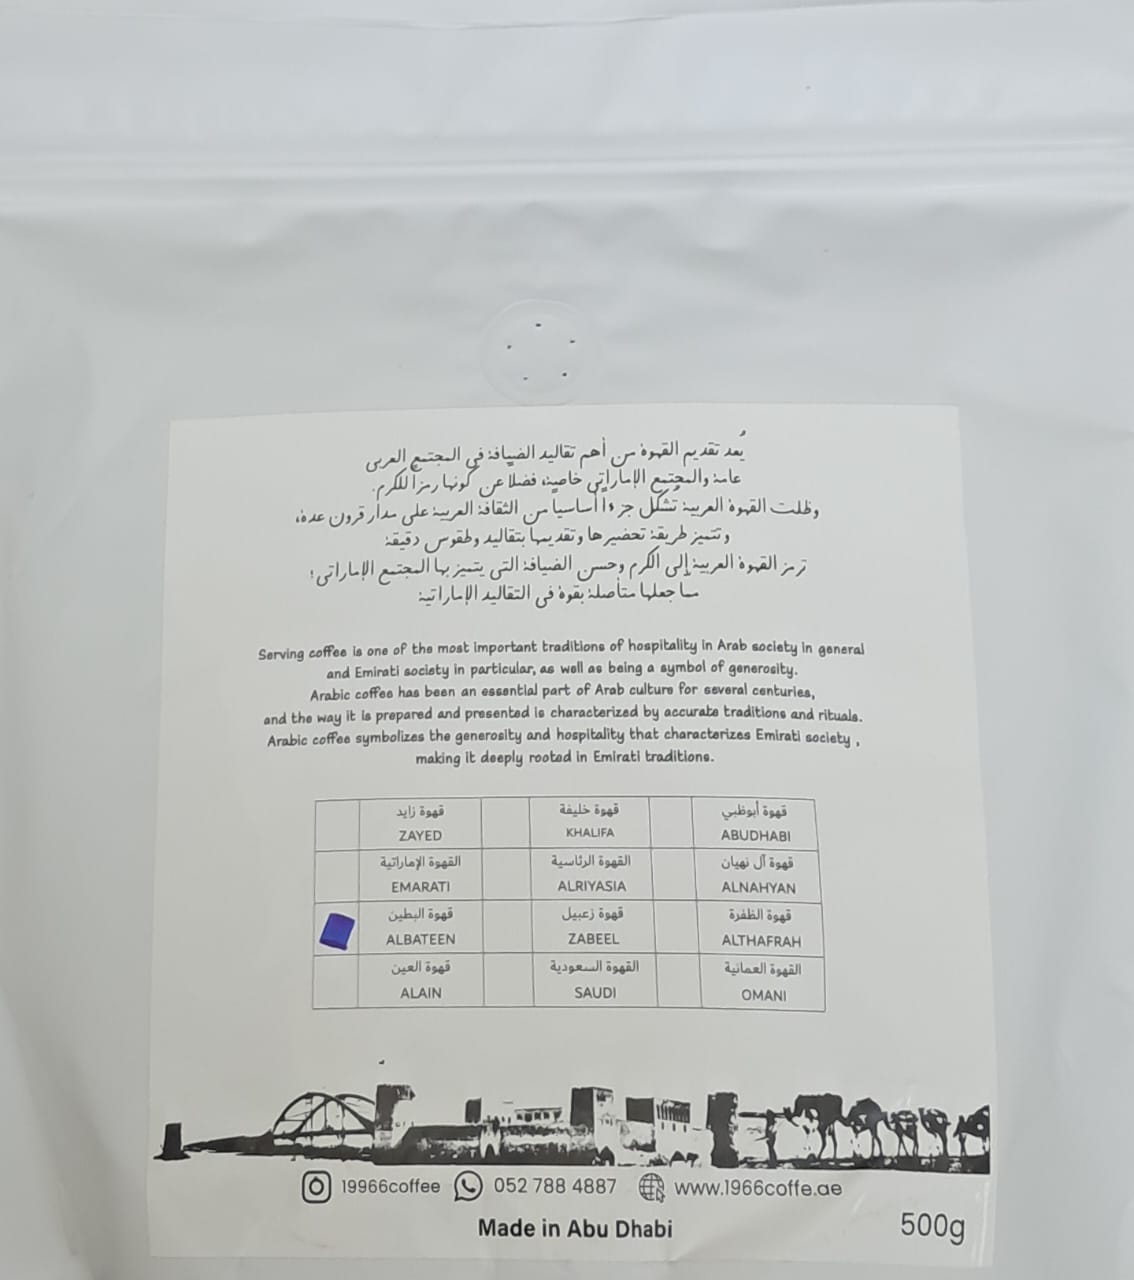 يُعد تقديم القهوة من أهم تقاليد الضيافة في المجتمع العربي
عامة والمجتمع الإماراتي خاصة، فضلاً عن كونها رمزاً للكرم.
وظلت القهوة العربية تشكل جزءاً أساسياً من الثقافة العربية على مدار قرون عدة،
وتتميز طريقة تحضيرها وتقديمها بتقاليد وطقوس دقيقة
ترمز القهوة العربية إلى الكرم وحسن الضيافة التي يتميز بها المجتمع الإماراتي؛
مما جعلها متأصلة بقوة في التقاليد الإماراتية
Serving coffee is one of the most important traditions of hospitality in Arab society in general
and Emirati society in particular, as well as being a symbol of generosity.
Arabic coffee has been an essential part of Arab culture for several centuries,
and the way it is prepared and presented is characterized by accurate traditions and rituals.
Arabic coffee symbolizes the generosity and hospitality that characterizes Emirati society ,
making it deeply rooted in Emirati traditions.
قهوة زايد قهوة خليفة قهوة أبوظبي
ZAYED KHALIFA ABUDHABI
القهوة الإماراتية القهوة الرئاسية قهوة آل نهيان
EMARATI ALRIYASIA ALNAHYAN
قهوة البطين قهوة زعبيل قهوة الظفرة
ALBATEEN ZABEEL ALTHAFRAH
قهوة العين القهوة السعودية القهوة العمانية
ALAIN SAUDI OMANI
19966coffee 052 788 4887 www.1966coffe.ae
Made in Abu Dhabi 500g